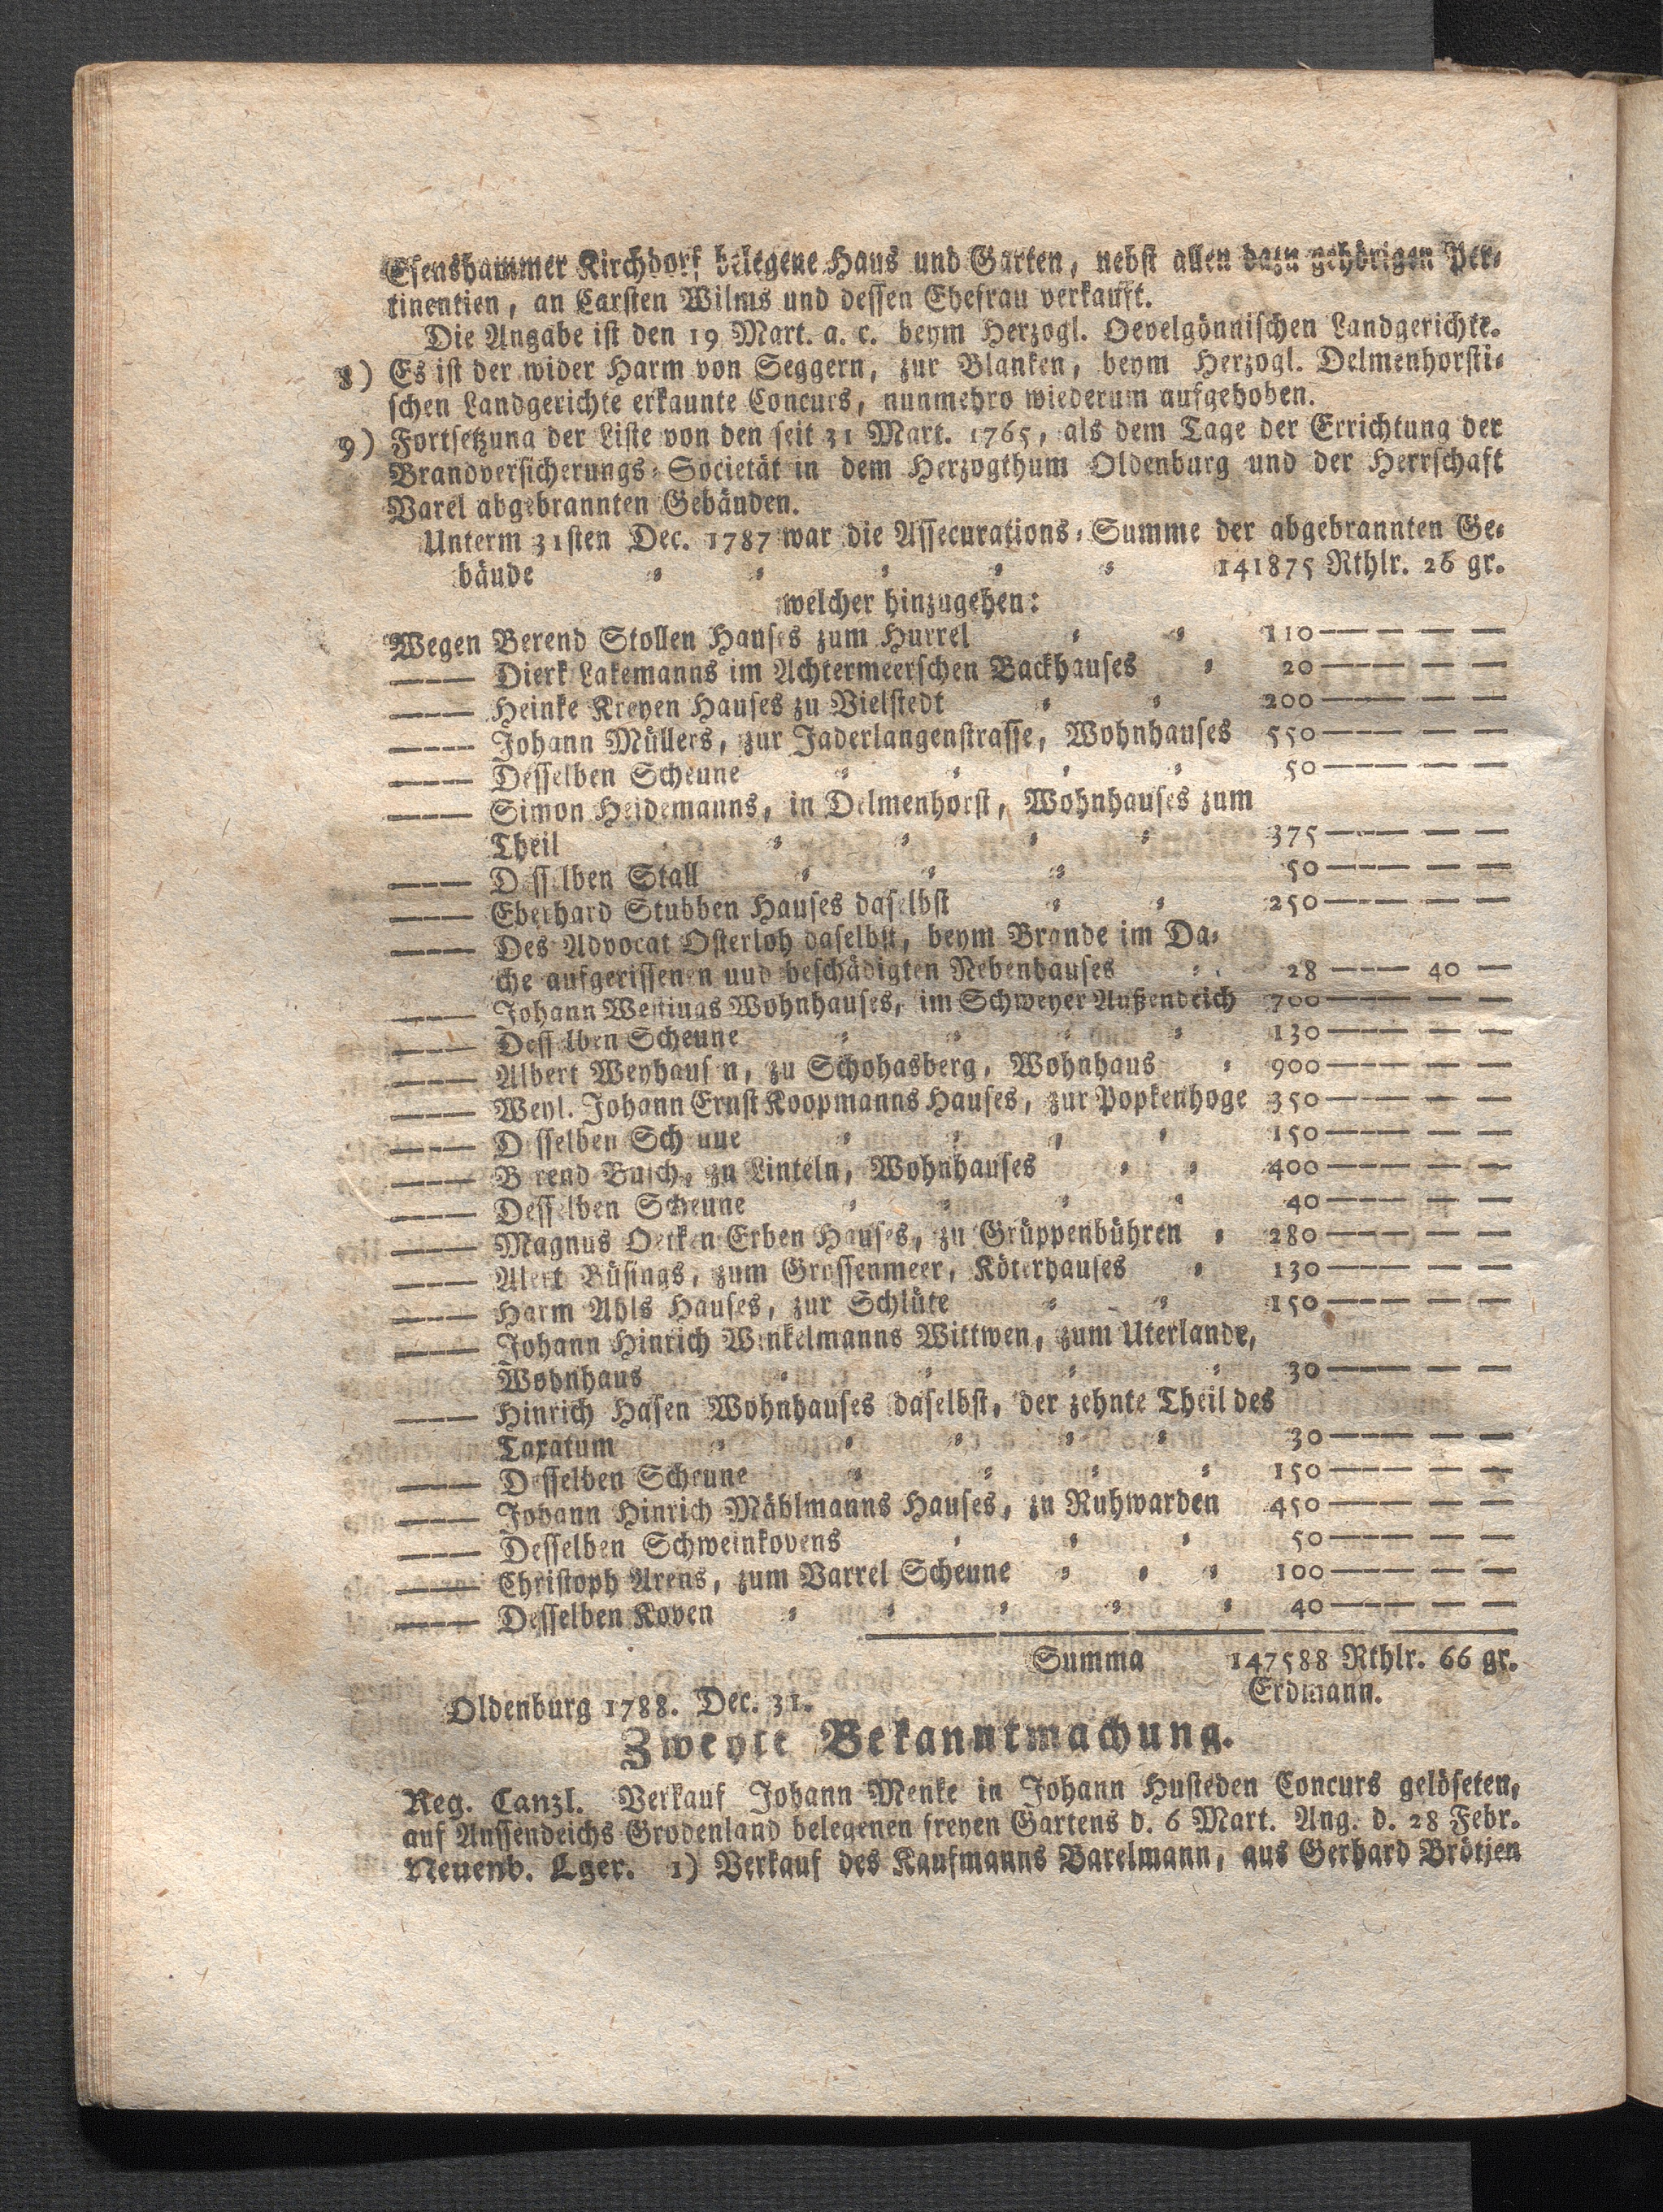 Esenshammer Kirchdorf belegene Haus und Garten, nebst allen dazu gehörigen Per-
tinentien, an Carsten Wilms und dessen Ehefrau verkauft.
Die Angabe ist den 19 Mart. a. c. beym Herzogl. Oevelgönnischen Landgerichte.
8) Es ist der wider Harm von Seggern, zur Blanken, beym Herzogl. Delmenhorsti-
schen Landgerichte erkaunte Concurs, nunmehro wiederum aufgehoben.
9) Fortsetzung der Liste von den seit 31 Mart. 1765, als dem Tage der Errichtung der
Brandversicherungs-Societät in dem Herzogthum Oldenburg und der Herrschaft
Varel abgebrannten Gebänden.
Unterm 31sten Dec. 1787 war die Assecurations-Summe der abgebrannten Ge-
bäude - - - - - 141875 Rthlr. 26 gr.
welcher hinzugehen:
Wegen Berend Stollen Hauses zum Hurrel - - 110 — — — —
—— Dierk Lakemanns im Achtermeerschen Backhauses - 20 — — — —
—— Heinke Kreyen Hauses zu Vielstedt - - 200 — — — —
—— Johann Müllers, zur Jaderlangenstrasse, Wohnhauses 550 — — — —
—— Desselben Scheune - - - - 50 — — — —
—— Simon Heidemanns, in Delmenhorst, Wohnhauses zum
Theil - - - - 375 — — — —
—— Desselben Stall - - - 50 — — — —
—— Eberhard Stubben Hauses daselbst - - 250 — — — —
—— Des Advocat Osterloh daselbst, beym Brande im Da-
che aufgerissenen uud beschädigten Nebenhauses - 28 — — 40 —
—— Johann Westings Wohnhauses, im Schweyer Außendeich 700 — — — —
—— Desselben Scheune - - - - 130 — — — —
—— Albert Weyhausen, zu Schohasberg, Wohnhaus - 900 — — — —
—— Weyl. Johann Ernst Koopmanns Hauses, zur Popkenhoge 350 — — — —
—— Desselben Scheune - - - - 150 — — — —
—— Berend Busch, zu Linteln, Wohnhauses - - 400 — — — —
—— Desselben Scheune - - - - 40 — — — —
—— Magnus Oetken Erben Hauses, zu Grüppenbühren - 280 — — — —
—— Alert Büsings, zum Grossenmeer, Köterhauses - 130 — — — —
—— Harm Ahls Hauses, zur Schlüte - - 150 — — — —
—— Johann Hinrich Winkelmanns Wittwen, zum Uterlande,
Wohnhaus - - - - 30 — — — —
—— Hinrich Hasen Wohnhauses daselbst, der zehnte Theil des
Taxatum - - - - - 30 — — — —
—— Desselben Scheune - - - - 150 — — — —
—— Johann Hinrich Mählmanns Hauses, zu Ruhwarden 450 — — — —
—— Desselben Schweinkovens - - - 50 — — — —
—— Christoph Arens, zum Varrel Scheune - - - 100 — — — —
—— Desselben Koven - - - - - 40 — — — —
Summa 147588 Rthlr. 66 gr.
Oldenburg 1788. Dec. 31. Erdmann.
Zweyte Bekanntmachung.
Reg. Canzl. Verkauf Johann Menke in Johann Husteden Concurs gelöseten,
auf Aussendeichs Grodenland belegenen freyen Gartens d. 6 Mart. Ang. d. 28 Febr.
Neuenb. Lger. 1) Verkauf des Kaufmanns Barelmann, aus Gerhard Brötjen